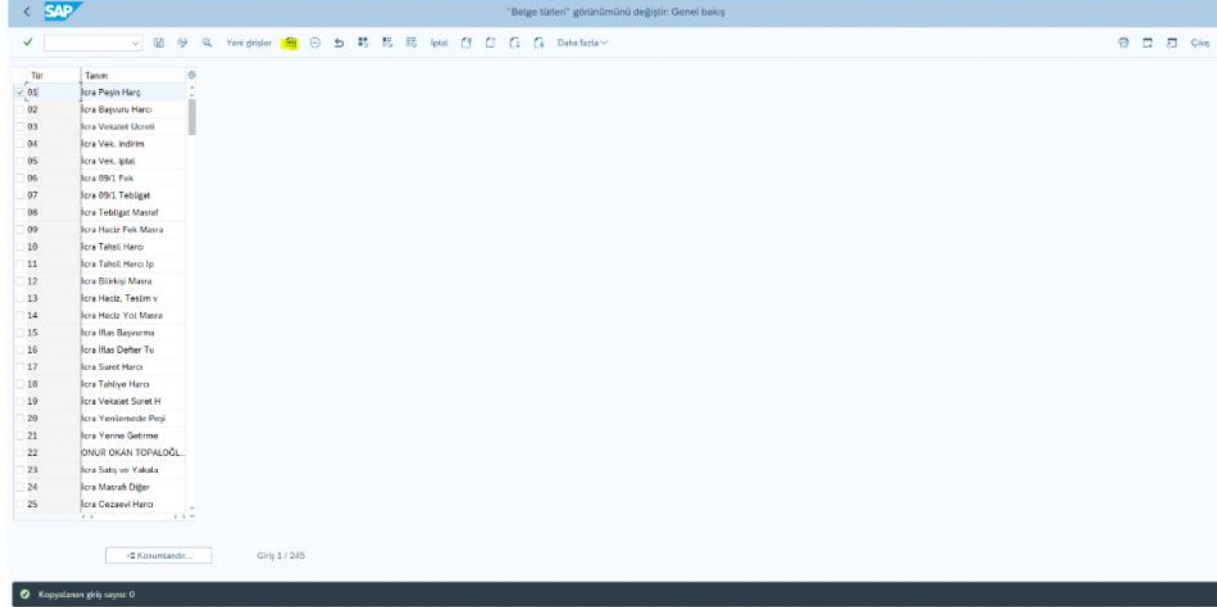 SAP
"Belge türleri" görünümünü değiştir: Genel bakış
Yeni girişler İptal Daha fazla Çıkış
Tür Tanım
01 İcra Peşin Harç
02 İcra Başvuru Harcı
03 İcra Vekalet Ücreti
04 İcra Vek. indirim
05 İcra Vek. iptal
06 İcra 89/1 Fek
07 İcra 89/1 Tebligat
08 İcra Tebligat Masraf
09 İcra Haciz Fek Masra
10 İcra Tahsil Harcı
11 İcra Tahsil Harcı İp
12 İcra Bilirkişi Masra
13 İcra Haciz, Teslim v
14 İcra Haciz Yol Masra
15 İcra İflas Başvurma
16 İcra İflas Defter Tu
17 İcra Suret Harcı
18 İcra Tahliye Harcı
19 İcra Vekalet Suret H
20 İcra Yenilemede Peşi
21 İcra Yerine Getirme
22 ONUR OKAN TOPALOĞL...
23 İcra Satış ve Yakala
24 İcra Masrafı Diğer
25 İcra Cezaevi Harcı
Konumlandır... Giriş 1 / 245
Kopyalanan giriş sayısı: 0